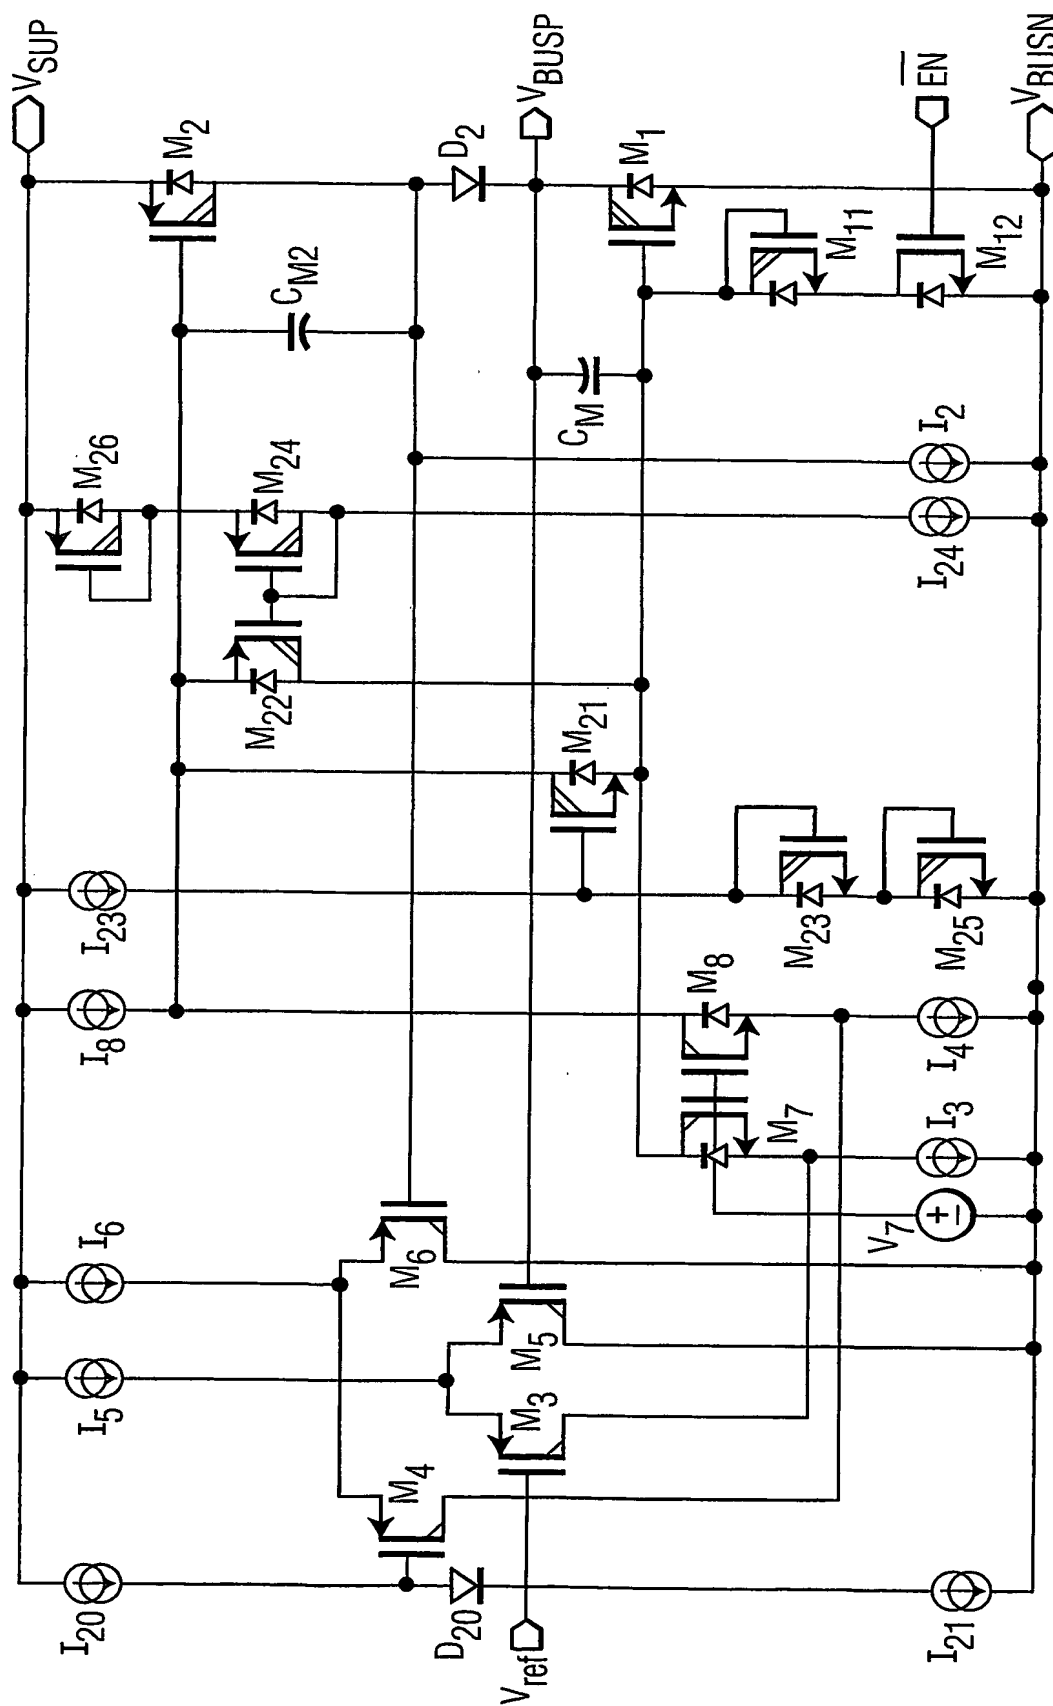 V_SUP
M_2
D_2
V_BUSP
M_1
M_11
M_12
EN̅
V_BUSN
C_M2
C_M
I_2
M_26
M_24
I_24
M_22
M_21
I_23
M_23
M_25
I_8
M_8
I_4
M_7
I_3
V_7
+
−
I_6
M_6
I_5
M_5
M_3
M_4
I_20
D_20
V_ref
I_21